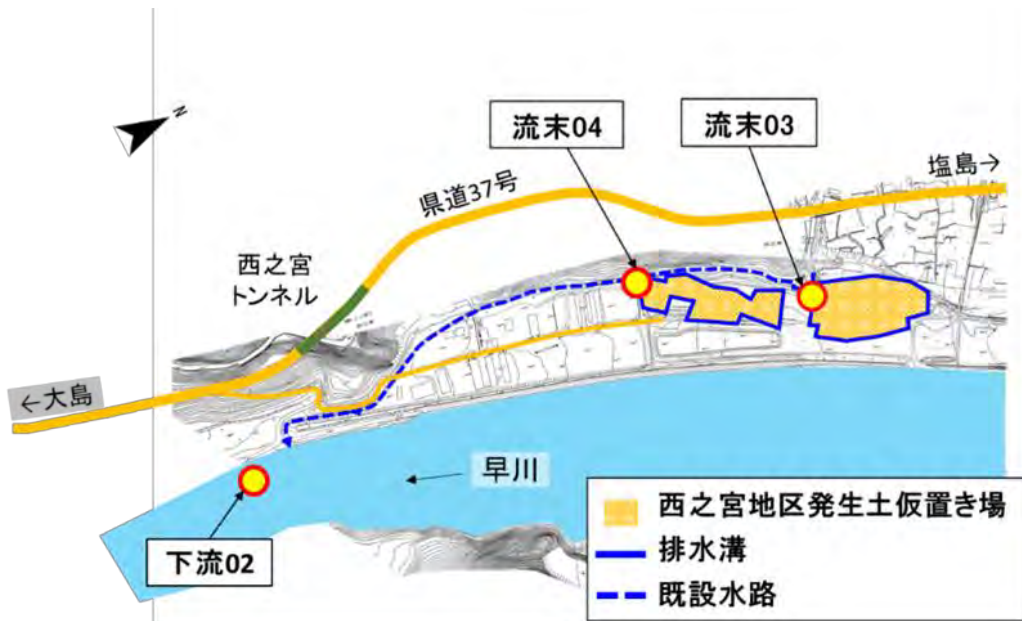 N
流末04
流末03
塩島→
県道37号
西之宮
トンネル
←大島
早川
下流02
西之宮地区発生土仮置き場
排水溝
既設水路